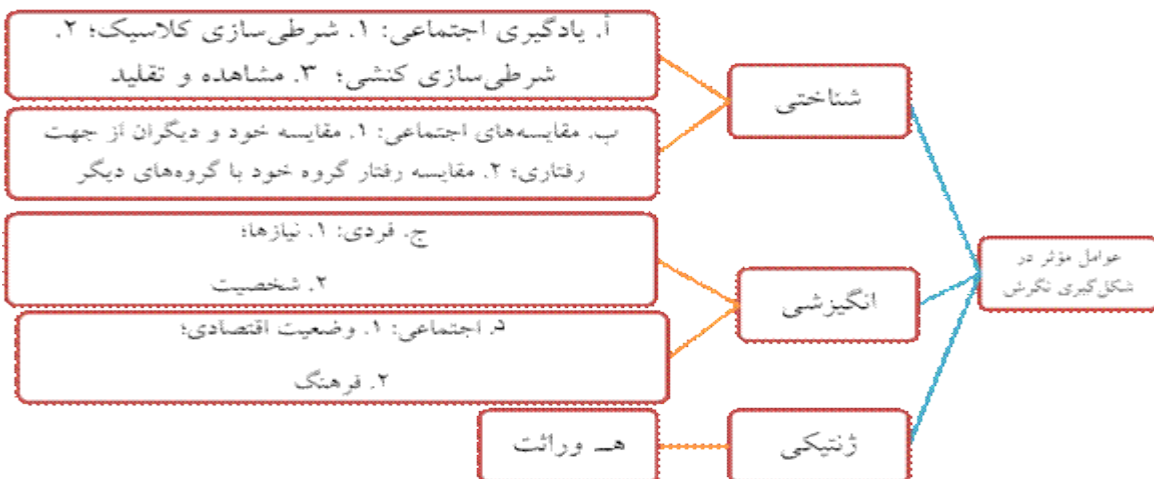 عوامل مؤثر در
شکل‌گیری نگرش
شناختی
أ. یادگیری اجتماعی: ۱. شرطی‌سازی کلاسیک؛ ۲.
شرطی‌سازی کنشی؛ ۳. مشاهده و تقلید
ب. مقایسه‌های اجتماعی: ۱. مقایسه خود و دیگران از جهت
رفتاری؛ ۲. مقایسه رفتار گروه خود با گروه‌های دیگر
انگیزشی
ج. فردی: ۱. نیازها؛
۲. شخصیت
د. اجتماعی: ۱. وضعیت اقتصادی؛
۲. فرهنگ
ژنتیکی
هـ وراثت